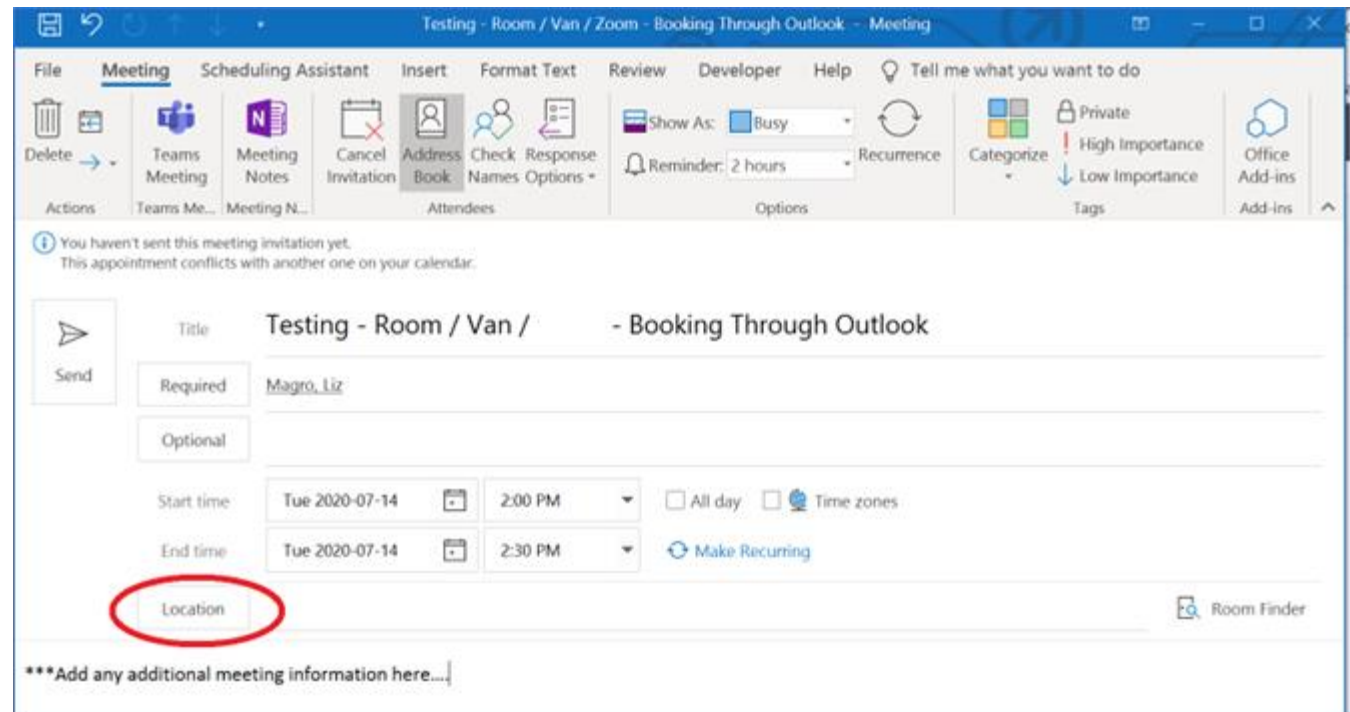 Testing - Room / Van / Zoom - Booking Through Outlook - Meeting
File Meeting Scheduling Assistant Insert Format Text Review Developer Help Tell me what you want to do
Delete
Teams Meeting
Meeting Notes
Cancel Invitation
Address Book
Check Names
Response Options
Show As: Busy
Reminder: 2 hours
Recurrence
Categorize
Private
High Importance
Low Importance
Office Add-ins
Actions Teams Me... Meeting N... Attendees Options Tags Add-ins
You haven't sent this meeting invitation yet.
This appointment conflicts with another one on your calendar.
Send
Title Testing - Room / Van / - Booking Through Outlook
Required Magro, Liz
Optional
Start time Tue 2020-07-14 2:00 PM All day Time zones
End time Tue 2020-07-14 2:30 PM Make Recurring
Location Room Finder
***Add any additional meeting information here....